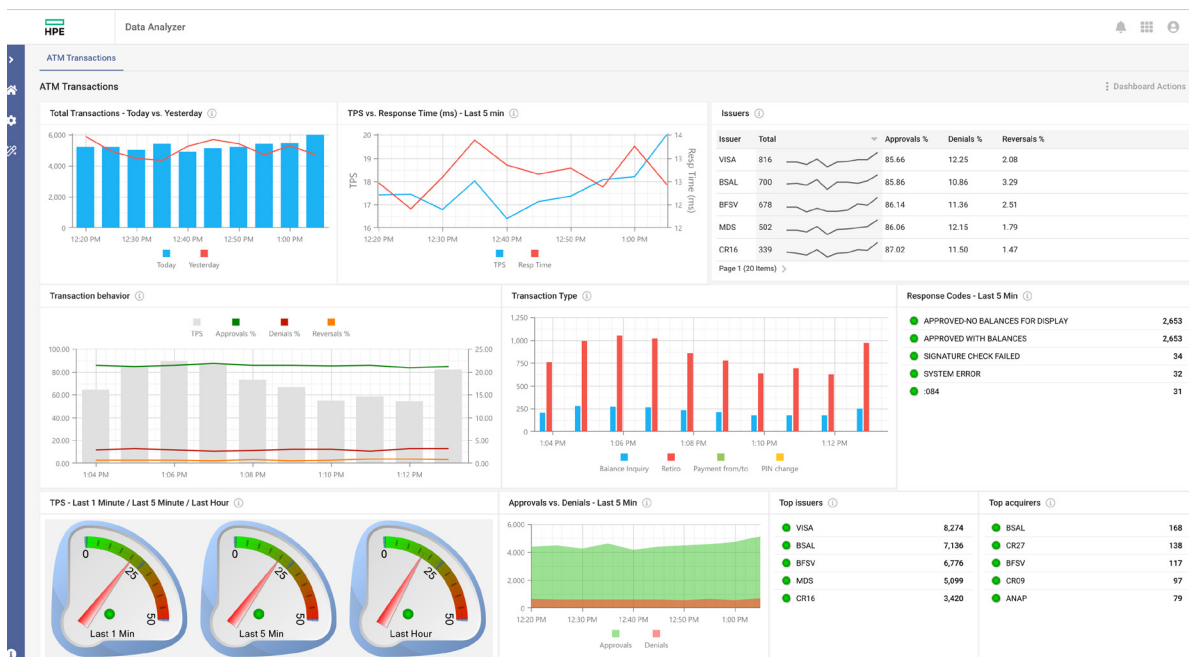 HPE Data Analyzer
ATM Transactions
ATM Transactions
Dashboard Actions
Total Transactions - Today vs. Yesterday
6,000
4,000
2,000
0
12:20 PM 12:30 PM 12:40 PM 12:50 PM 1:00 PM
Today Yesterday
TPS vs. Response Time (ms) - Last 5 min
20 14
19 13
18 13
17 12
16 12
TPS
Resp Time (ms)
12:20 PM 12:30 PM 12:40 PM 12:50 PM 1:00 PM
TPS Resp Time
Issuers
Issuer Total Approvals % Denials % Reversals %
VISA 816 85.66 12.25 2.08
BSAL 700 85.86 10.86 3.29
BFSV 678 86.14 11.36 2.51
MDS 502 86.06 12.15 1.79
CR16 339 87.02 11.50 1.47
Page 1 (20 Items)
Transaction behavior
TPS Approvals % Denials % Reversals %
100.00 25.00
80.00 20.00
60.00 15.00
40.00 10.00
20.00 5.00
0.00 0.00
1:04 PM 1:06 PM 1:08 PM 1:10 PM 1:12 PM
Transaction Type
1,250
1,000
750
500
250
0
1:04 PM 1:06 PM 1:08 PM 1:10 PM 1:12 PM
Balance Inquiry Retiro Payment from/to PIN change
Response Codes - Last 5 Min
APPROVED-NO BALANCES FOR DISPLAY 2,653
APPROVED WITH BALANCES 2,653
SIGNATURE CHECK FAILED 34
SYSTEM ERROR 32
:084 31
TPS - Last 1 Minute / Last 5 Minute / Last Hour
0 25 50
Last 1 Min
0 25 50
Last 5 Min
0 25 50
Last Hour
Approvals vs. Denials - Last 5 Min
6,000
4,000
2,000
0
12:20 PM 12:30 PM 12:40 PM 12:50 PM 1:00 PM
Approvals Denials
Top issuers
VISA 8,274
BSAL 7,136
BFSV 6,776
MDS 5,099
CR16 3,420
Top acquirers
BSAL 168
CR27 138
BFSV 117
CR09 97
ANAP 79